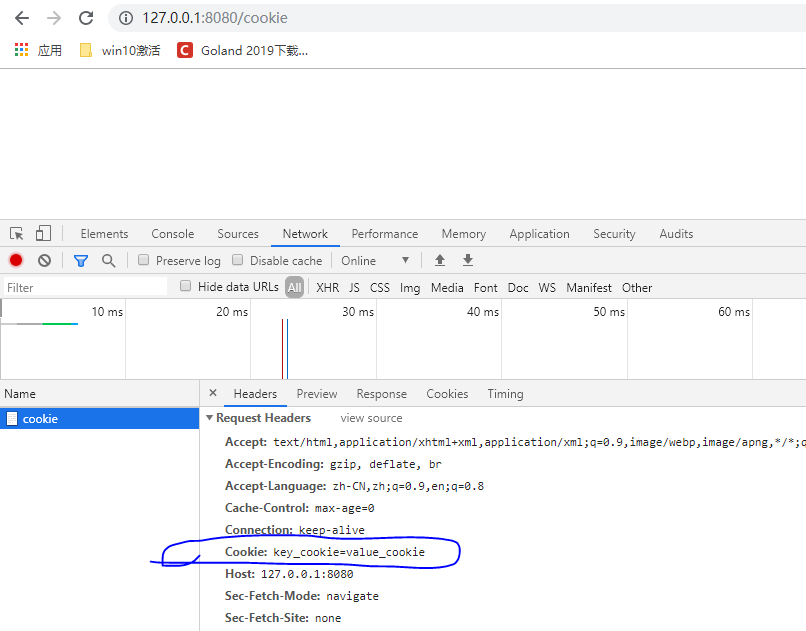 127.0.0.1:8080/cookie
应用 win10激活 Goland 2019下载...
Elements Console Sources Network Performance Memory Application Security Audits
Preserve log Disable cache Online
Filter Hide data URLs All XHR JS CSS Img Media Font Doc WS Manifest Other
10 ms 20 ms 30 ms 40 ms 50 ms 60 ms
Name × Headers Preview Response Cookies Timing
cookie
Request Headers view source
Accept: text/html,application/xhtml+xml,application/xml;q=0.9,image/webp,image/apng,*/*;q
Accept-Encoding: gzip, deflate, br
Accept-Language: zh-CN,zh;q=0.9,en;q=0.8
Cache-Control: max-age=0
Connection: keep-alive
Cookie: key_cookie=value_cookie
Host: 127.0.0.1:8080
Sec-Fetch-Mode: navigate
Sec-Fetch-Site: none